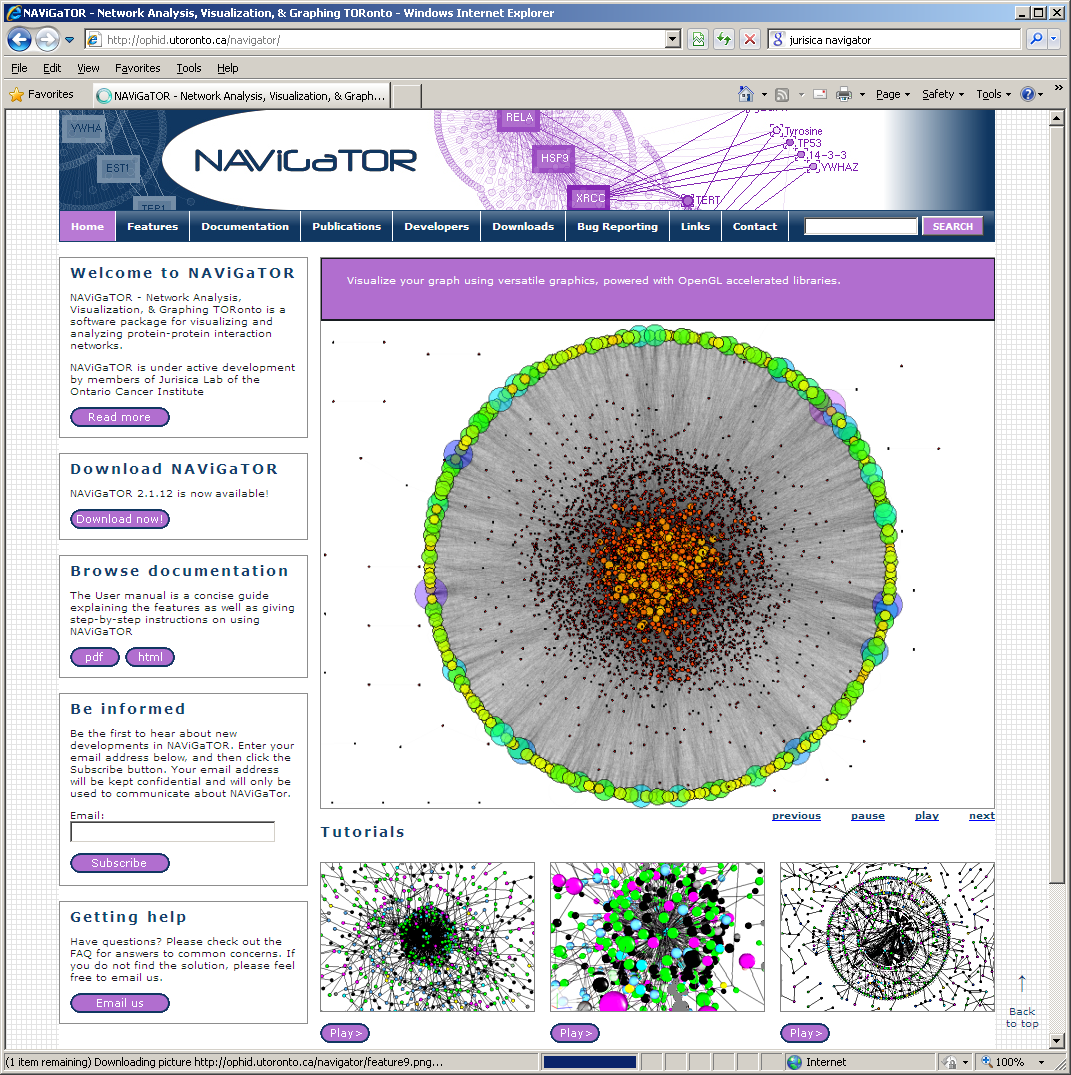 NAViGaTOR - Network Analysis, Visualization, & Graphing TORonto - Windows Internet Explorer
http://ophid.utoronto.ca/navigator/
jurisica navigator
File Edit View Favorites Tools Help
Favorites
NAViGaTOR - Network Analysis, Visualization, & Graph...
Page Safety Tools
YWHA
EST1
TEP1
NAViGaTOR
RELA
HSP9
XRCC
Tyrosine
TP53
14-3-3
YWHAZ
TERT
Home Features Documentation Publications Developers Downloads Bug Reporting Links Contact SEARCH
Welcome to NAViGaTOR
NAViGaTOR - Network Analysis,
Visualization, & Graphing TORonto is a
software package for visualizing and
analyzing protein-protein interaction
networks.
NAViGaTOR is under active development
by members of Jurisica Lab of the
Ontario Cancer Institute
Read more
Download NAViGaTOR
NAViGaTOR 2.1.12 is now available!
Download now!
Browse documentation
The User manual is a concise guide
explaining the features as well as giving
step-by-step instructions on using
NAViGaTOR
pdf html
Be informed
Be the first to hear about new
developments in NAViGaTOR. Enter your
email address below, and then click the
Subscribe button. Your email address
will be kept confidential and will only be
used to communicate about NAViGaTor.
Email:
Subscribe
Getting help
Have questions? Please check out the
FAQ for answers to common concerns. If
you do not find the solution, please feel
free to email us.
Email us
Visualize your graph using versatile graphics, powered with OpenGL accelerated libraries.
previous pause play next
Tutorials
Play >
Play >
Play >
Back
to top
(1 item remaining) Downloading picture http://ophid.utoronto.ca/navigator/feature9.png...
Internet
100%